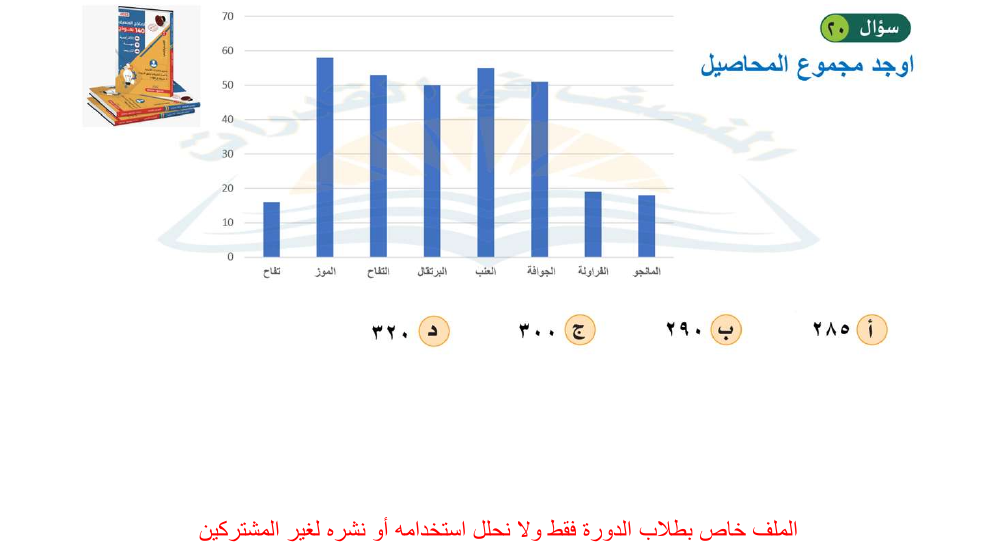 سؤال ٢٠
اوجد مجموع المحاصيل
70
60
50
40
30
20
10
0
تفاح الموز التفاح البرتقال العنب الجوافة الفراولة المانجو
أ ٢٨٥ ب ٢٩٠ ج ٣٠٠ د ٣٢٠
الملف خاص بطلاب الدورة فقط ولا نحلل استخدامه أو نشره لغير المشتركين